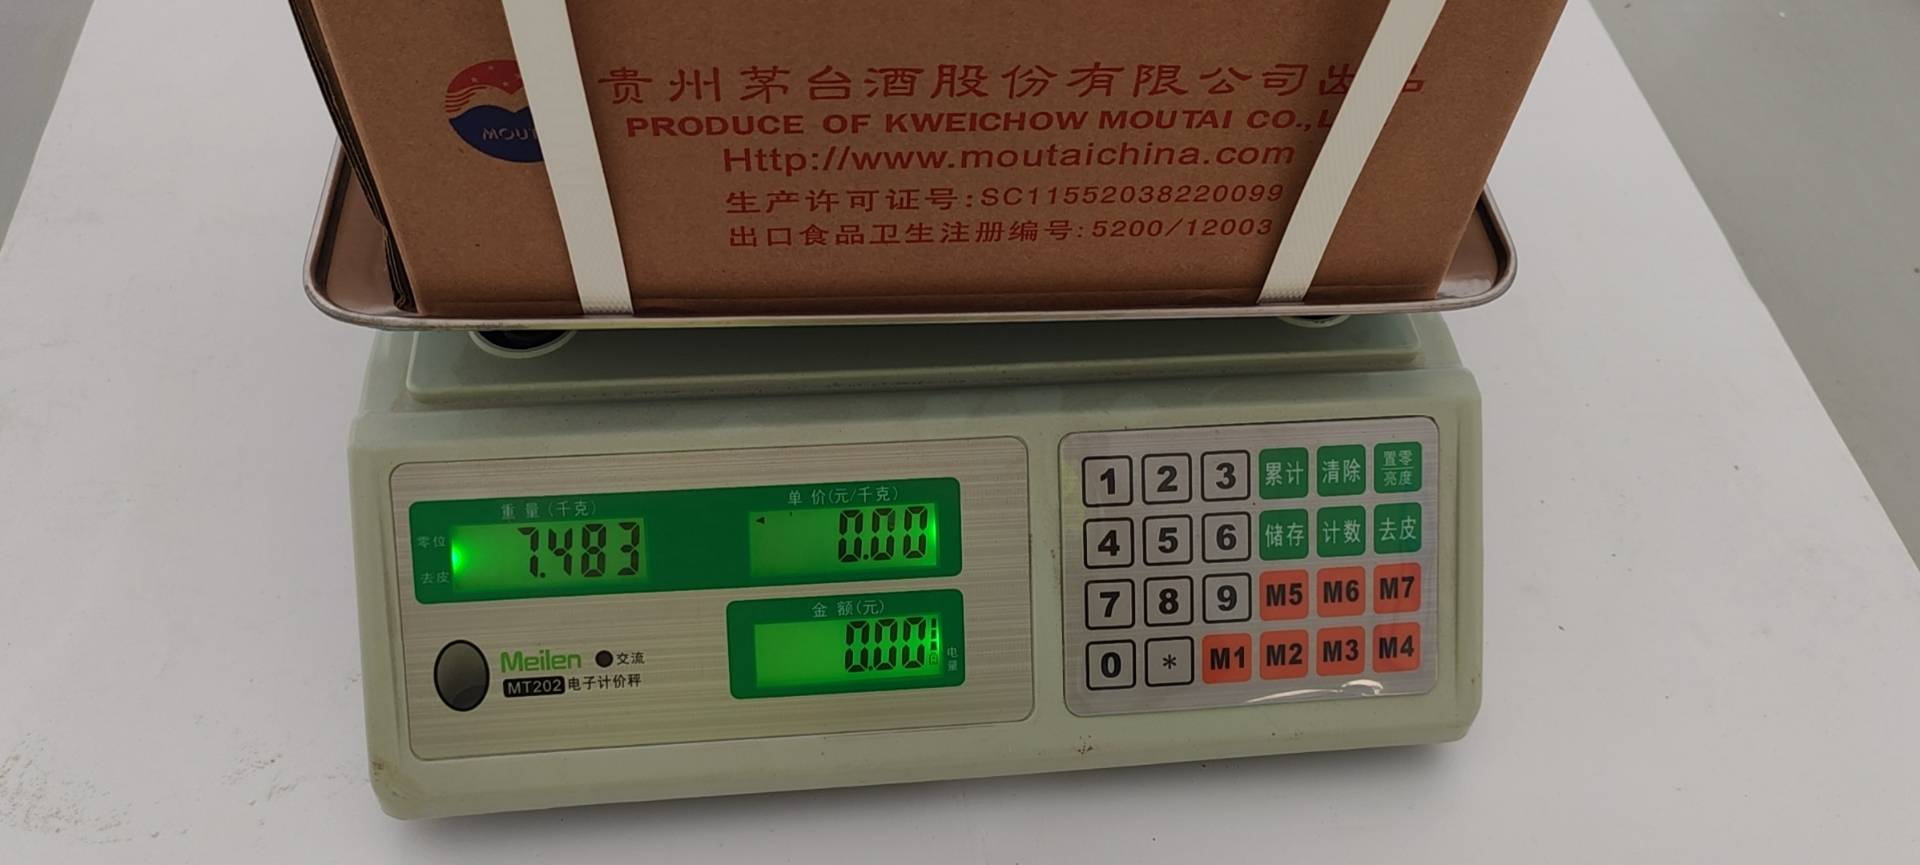 贵州茅台酒股份有限公司出品
MOUT
PRODUCE OF KWEICHOW MOUTAI CO.,L
Http://www.moutaichina.com
生产许可证号:SC11552038220099
出口食品卫生注册编号:5200/12003
重量(千克)
单价(元/千克)
零位
去皮
7.483
0.00
金额(元)
0.00
电量
Meilen
交流
MT202 电子计价秤
1 2 3 累计 清除 置零 亮度
4 5 6 储存 计数 去皮
7 8 9 M5 M6 M7
0 * M1 M2 M3 M4